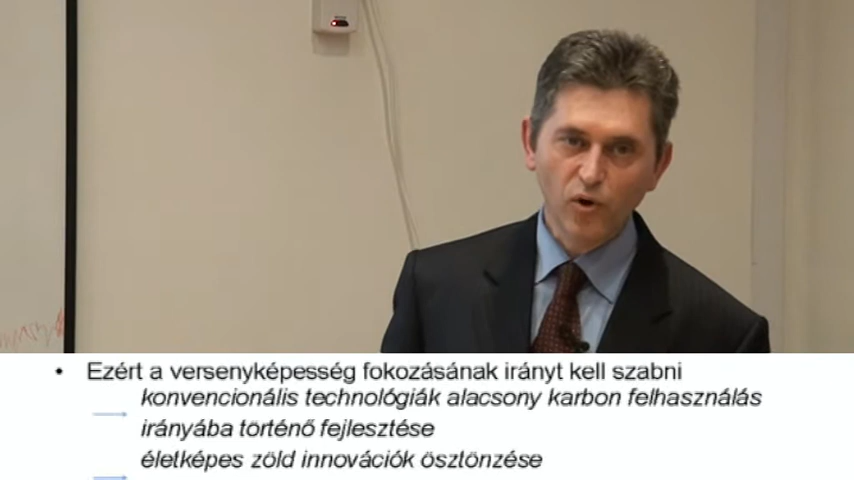 • Ezért a versenyképesség fokozásának irányt kell szabni
konvencionális technológiák alacsony karbon felhasználás
irányába történő fejlesztése
életképes zöld innovációk ösztönzése